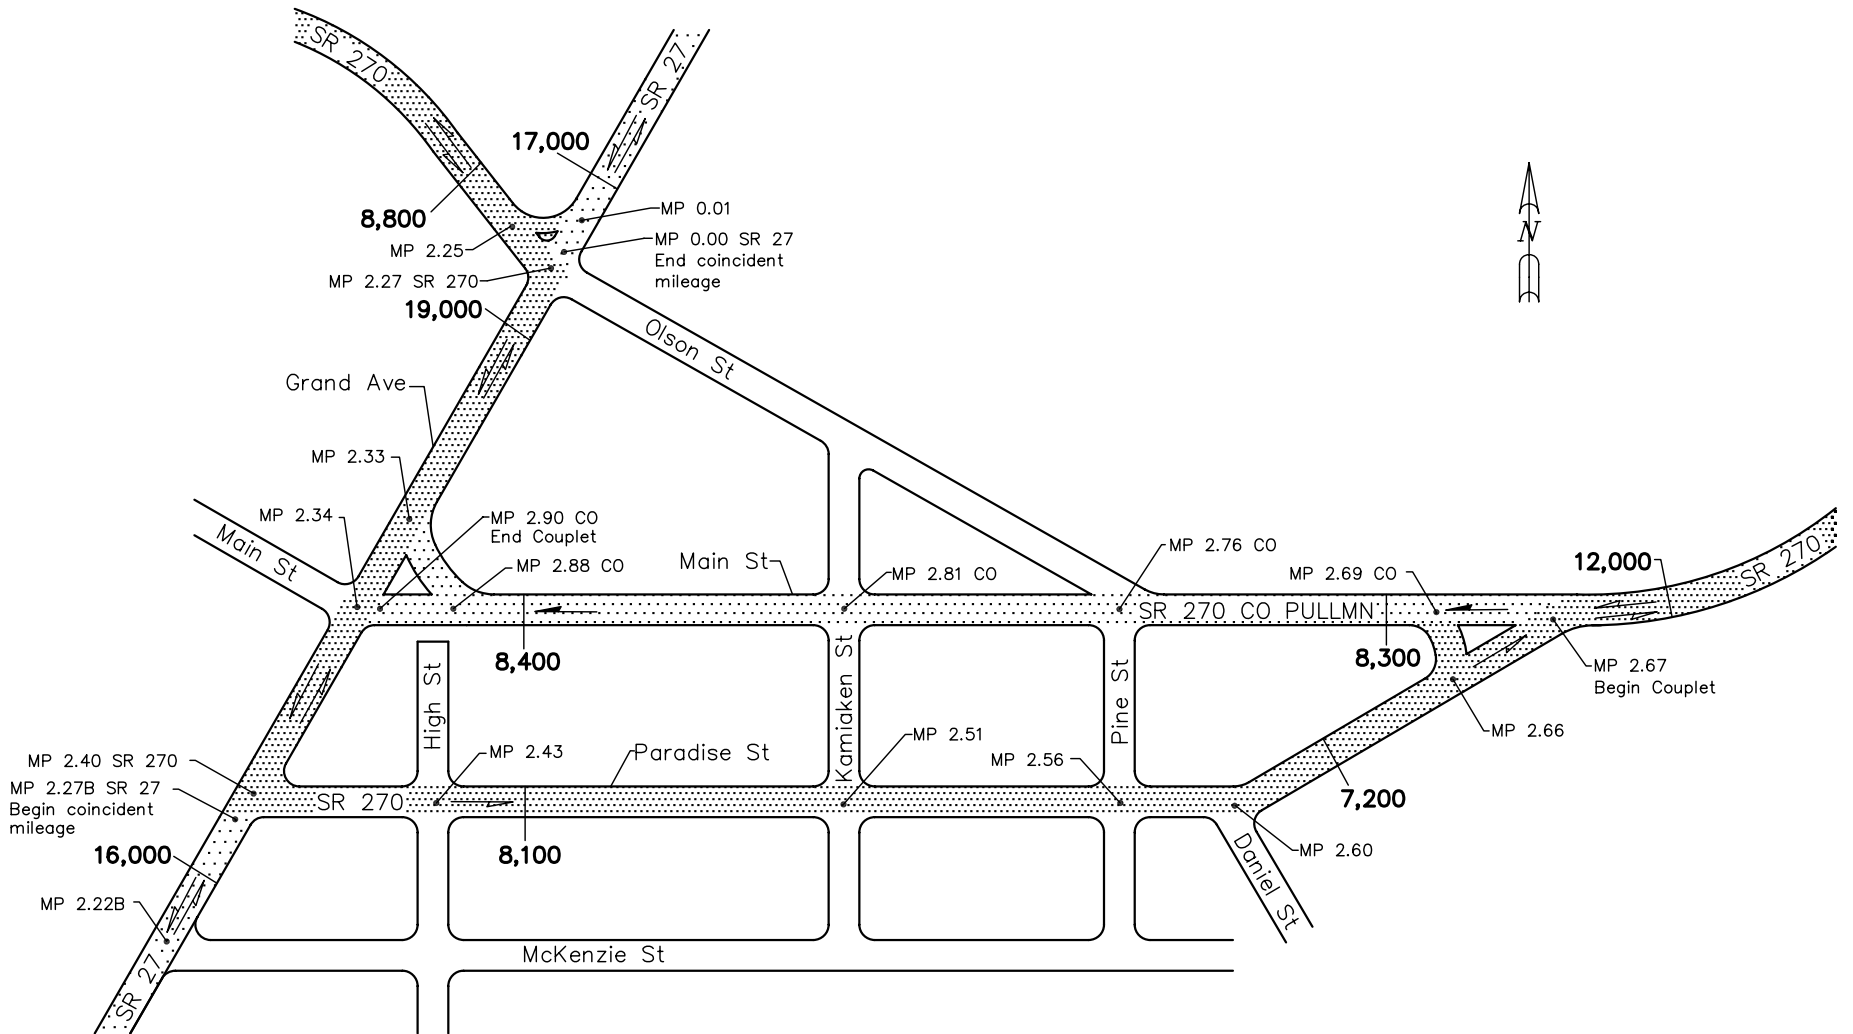 SR 270
SR 27
17,000
8,800
MP 0.01
MP 2.25
MP 0.00 SR 27
End coincident
mileage
MP 2.27 SR 270
19,000
N
Olson St
Grand Ave
MP 2.33
MP 2.34
MP 2.90 CO
End Couplet
MP 2.88 CO
Main St
Main St
MP 2.81 CO
MP 2.76 CO
MP 2.69 CO
12,000
SR 270
SR 270 CO PULLMN
8,400
8,300
MP 2.67
Begin Couplet
High St
Kamiaken St
Pine St
MP 2.66
MP 2.40 SR 270
MP 2.27B SR 27
Begin coincident
mileage
MP 2.43
Paradise St
MP 2.51
MP 2.56
SR 270
7,200
16,000
8,100
MP 2.60
Daniel St
MP 2.22B
McKenzie St
SR 27